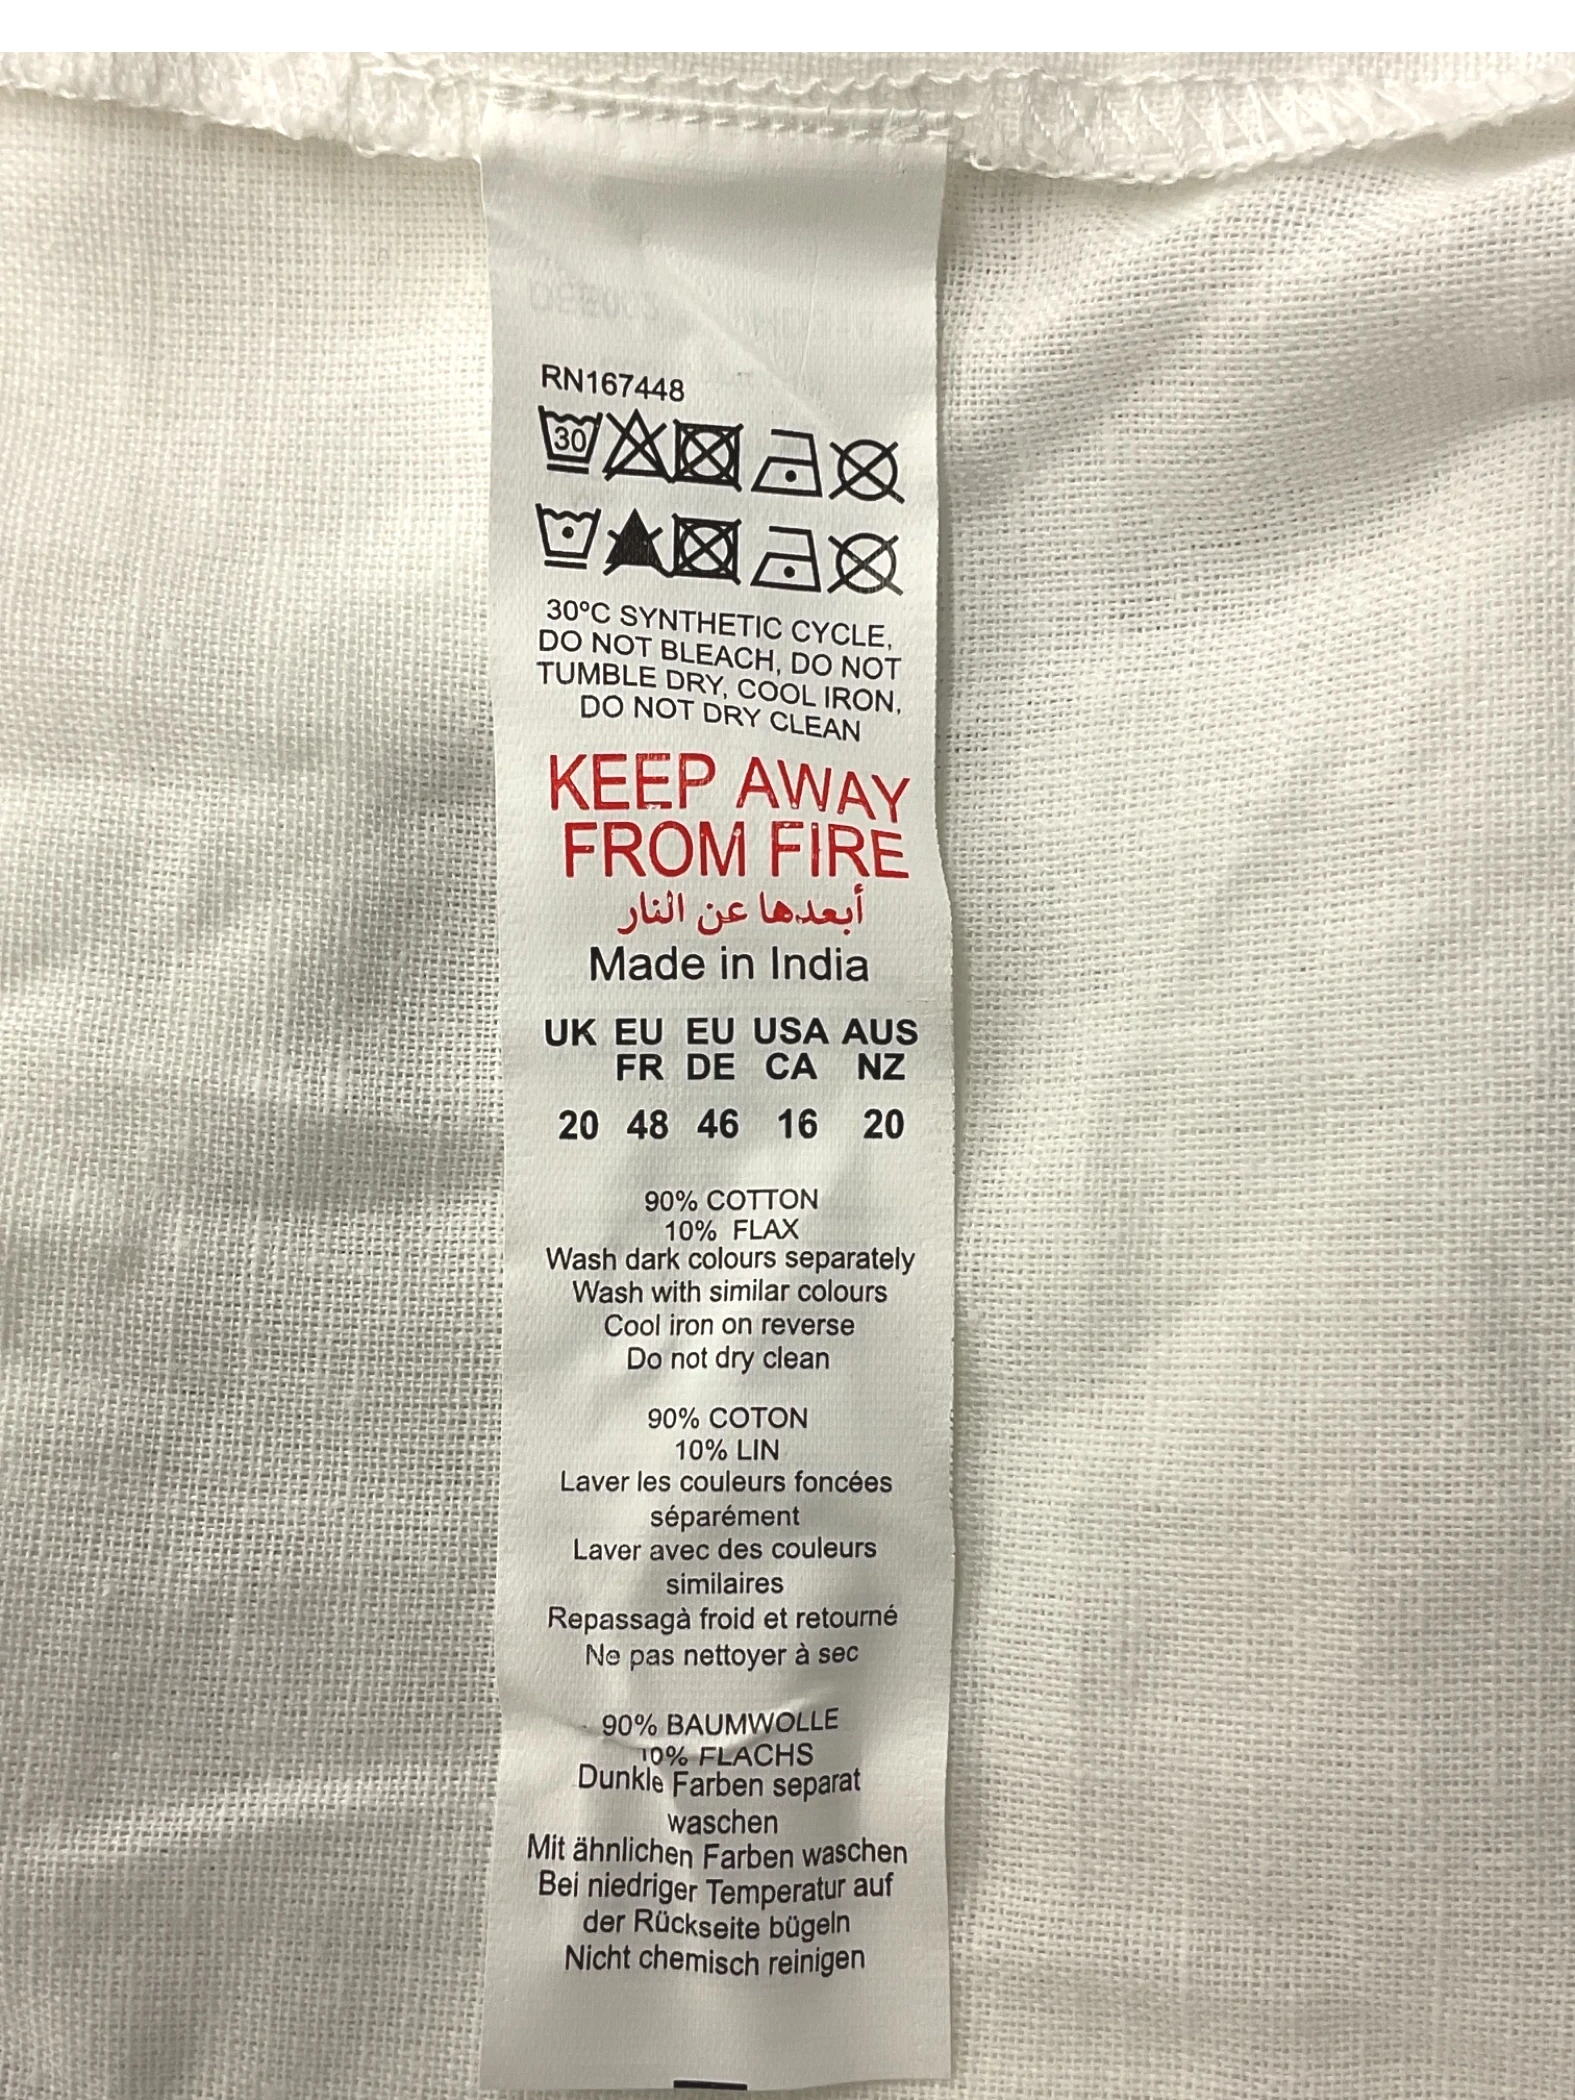 RN167448
30
30°C SYNTHETIC CYCLE,
DO NOT BLEACH, DO NOT
TUMBLE DRY, COOL IRON,
DO NOT DRY CLEAN
KEEP AWAY
FROM FIRE
أبعدها عن النار
Made in India
UK EU EU USA AUS
FR DE CA NZ
20 48 46 16 20
90% COTTON
10% FLAX
Wash dark colours separately
Wash with similar colours
Cool iron on reverse
Do not dry clean
90% COTON
10% LIN
Laver les couleurs foncées
séparément
Laver avec des couleurs
similaires
Repassagà froid et retourné
Ne pas nettoyer à sec
90% BAUMWOLLE
10% FLACHS
Dunkle Farben separat
waschen
Mit ähnlichen Farben waschen
Bei niedriger Temperatur auf
der Rückseite bügeln
Nicht chemisch reinigen